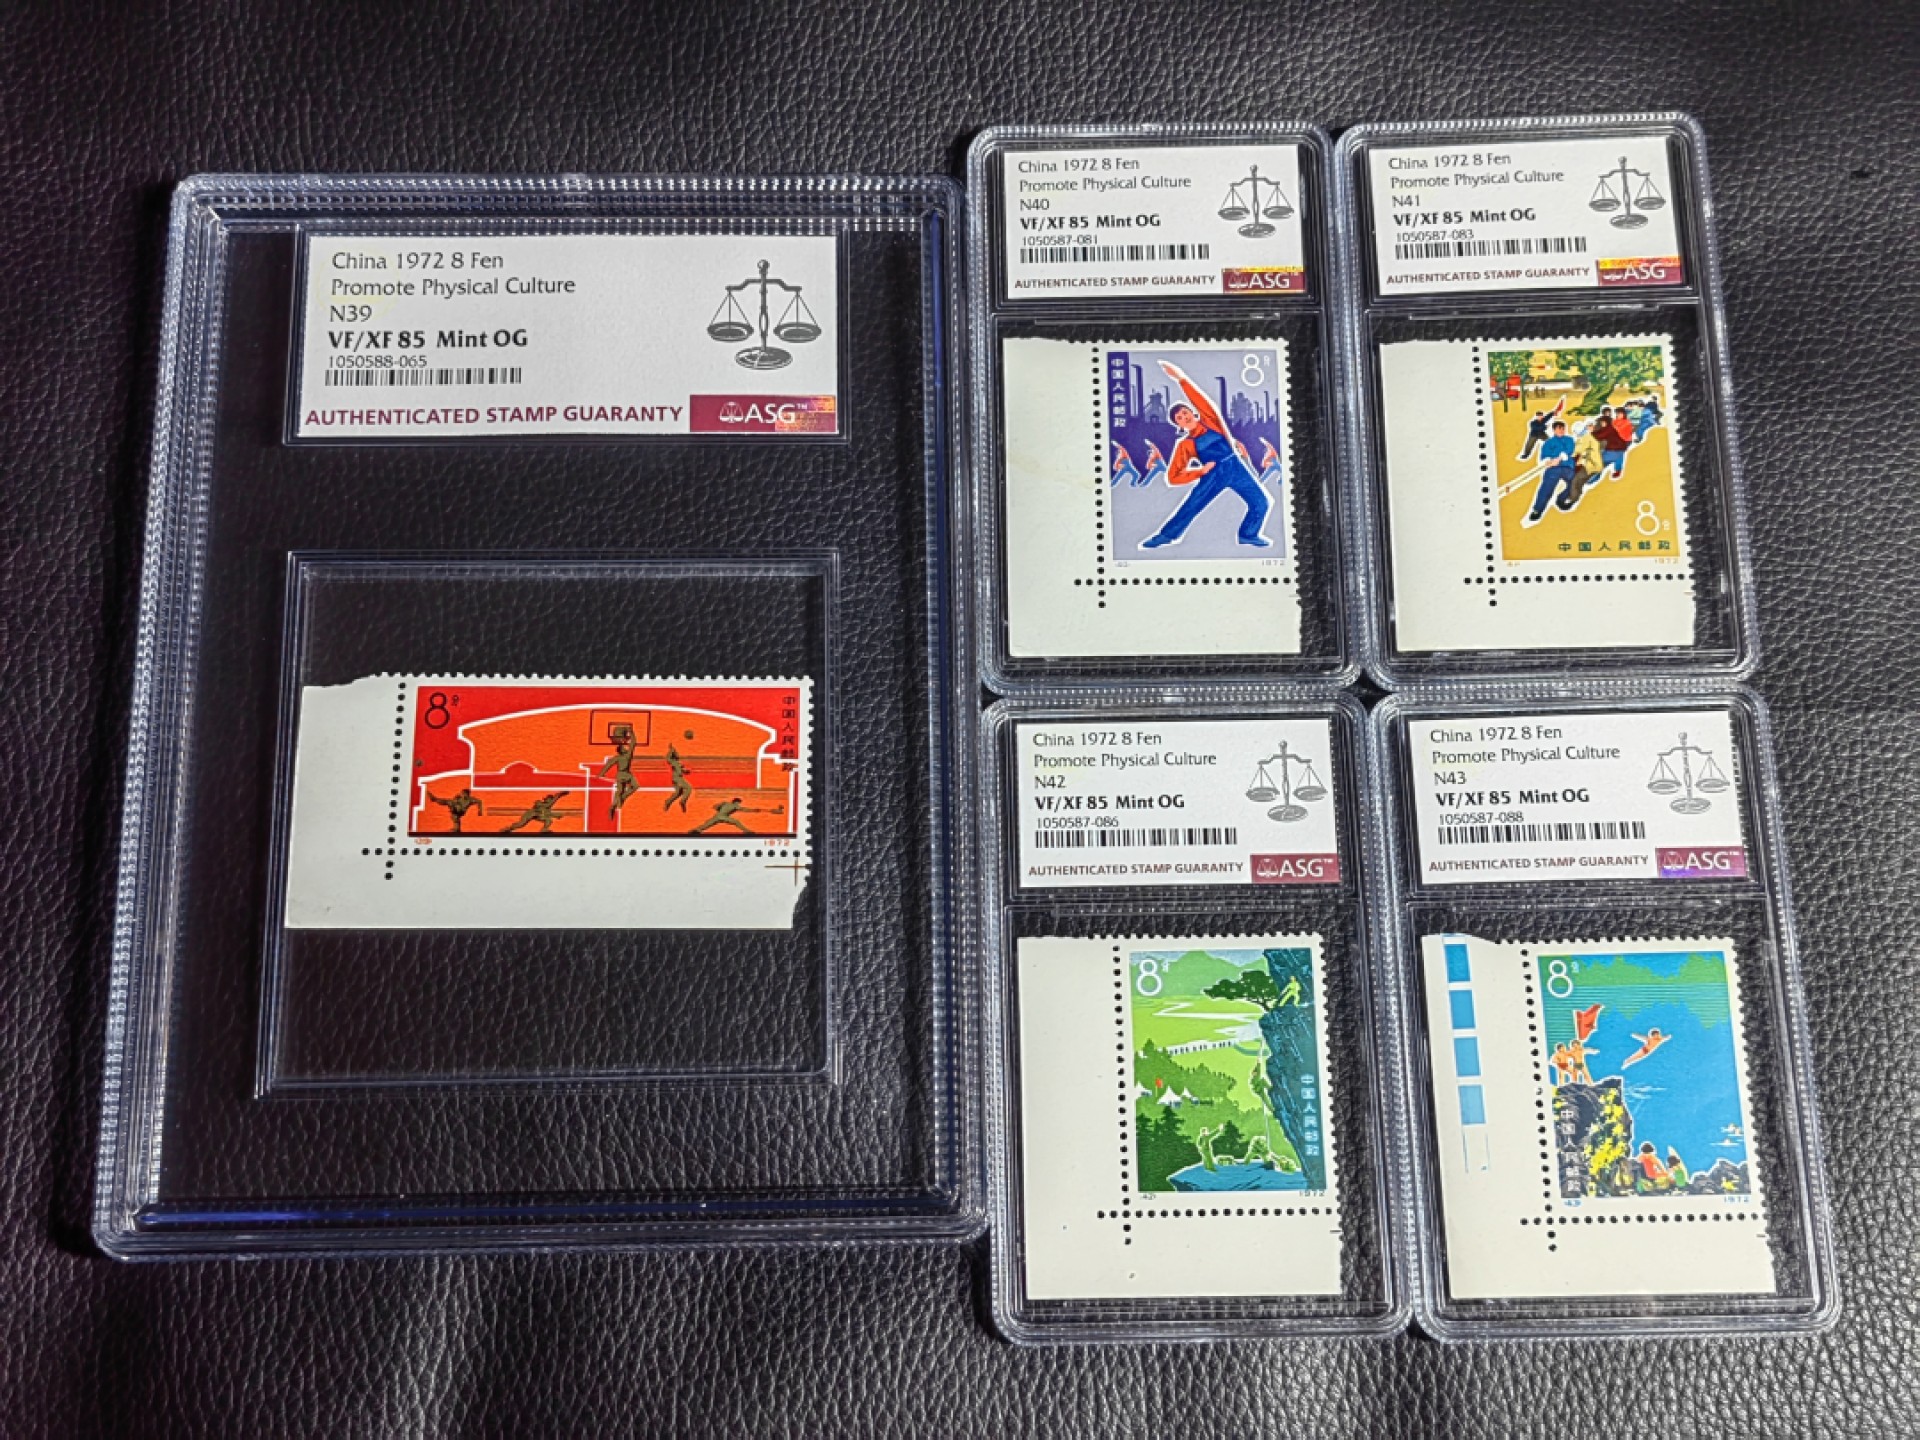 China 1972 8 Fen
Promote Physical Culture
N39
VF/XF 85 Mint OG
1050588-065
AUTHENTICATED STAMP GUARANTY
ASG™
8分
中国人民邮政
(39)
1972
China 1972 8 Fen
Promote Physical Culture
N40
VF/XF 85 Mint OG
1050587-081
AUTHENTICATED STAMP GUARANTY
ASG™
中国人民邮政
8分
1972
China 1972 8 Fen
Promote Physical Culture
N41
VF/XF 85 Mint OG
1050587-083
AUTHENTICATED STAMP GUARANTY
ASG
8分
中国人民邮政
1972
China 1972 8 Fen
Promote Physical Culture
N42
VF/XF 85 Mint OG
1050587-086
AUTHENTICATED STAMP GUARANTY
ASG™
8分
中国人民邮政
(42)
1972
China 1972 8 Fen
Promote Physical Culture
N43
VF/XF 85 Mint OG
1050587-088
AUTHENTICATED STAMP GUARANTY
ASG™
8分
中国人民邮政
(43)
1972